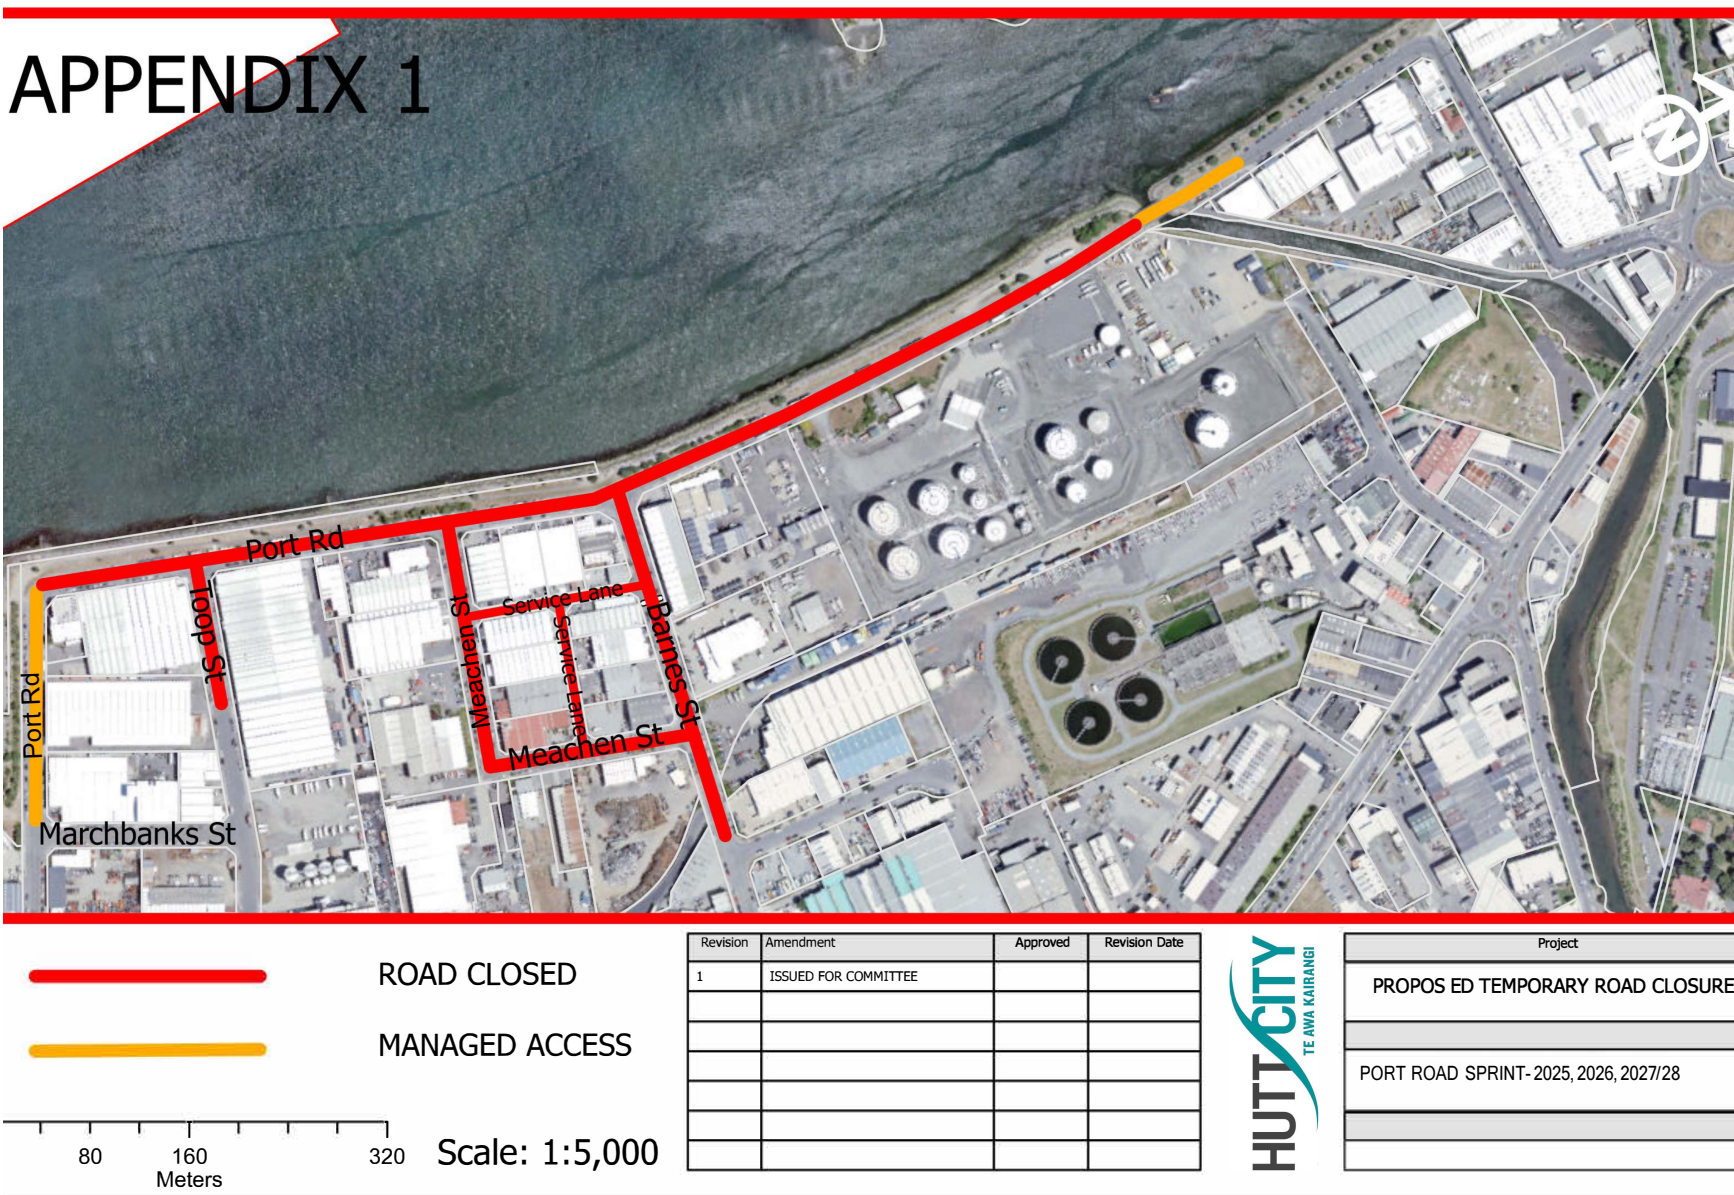 APPENDIX 1
N
Port Rd
Toop St
Service Lane
Meachen St
Service Lane
Barnes St
Port Rd
Meachen St
Marchbanks St
ROAD CLOSED
MANAGED ACCESS
80 160 320
Meters
Scale: 1:5,000
Revision Amendment Approved Revision Date
1 ISSUED FOR COMMITTEE
HUTT CITY
TE AWA KAIRANGI
Project
PROPOS ED TEMPORARY ROAD CLOSURE
PORT ROAD SPRINT- 2025, 2026, 2027/28